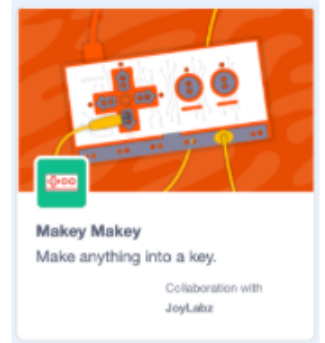 Makey Makey
Make anything into a key.
Collaboration with
JoyLabz